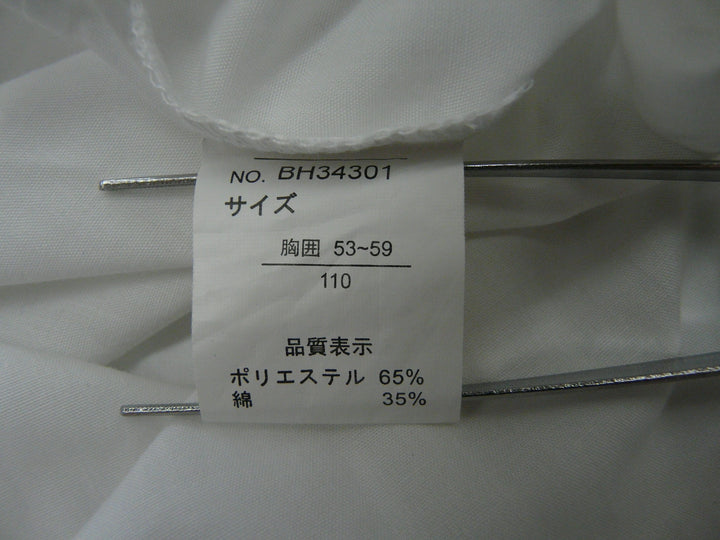 NO. BH34301
サイズ
胸囲 53~59
110
品質表示
ポリエステル 65%
綿 35%